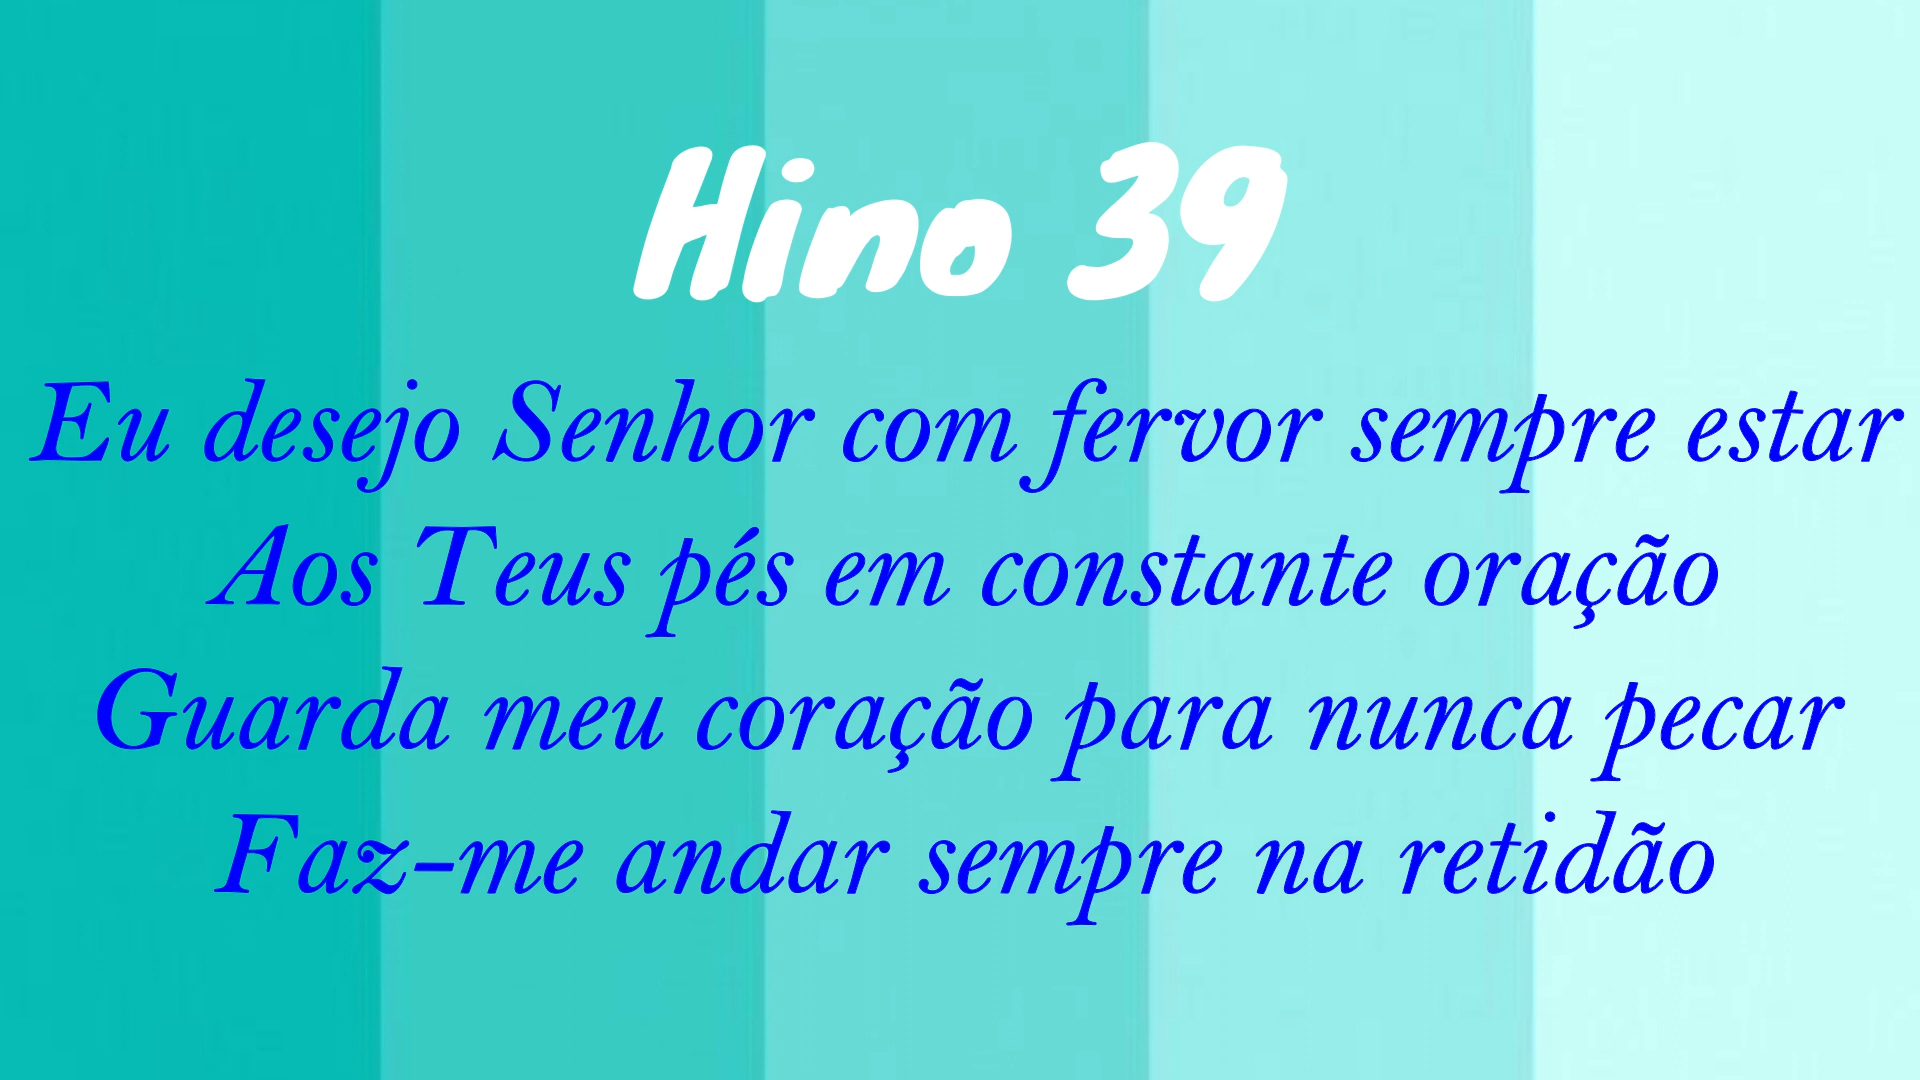 Hino 39
Eu desejo Senhor com fervor sempre estar
Aos Teus pés em constante oração
Guarda meu coração para nunca pecar
Faz-me andar sempre na retidão